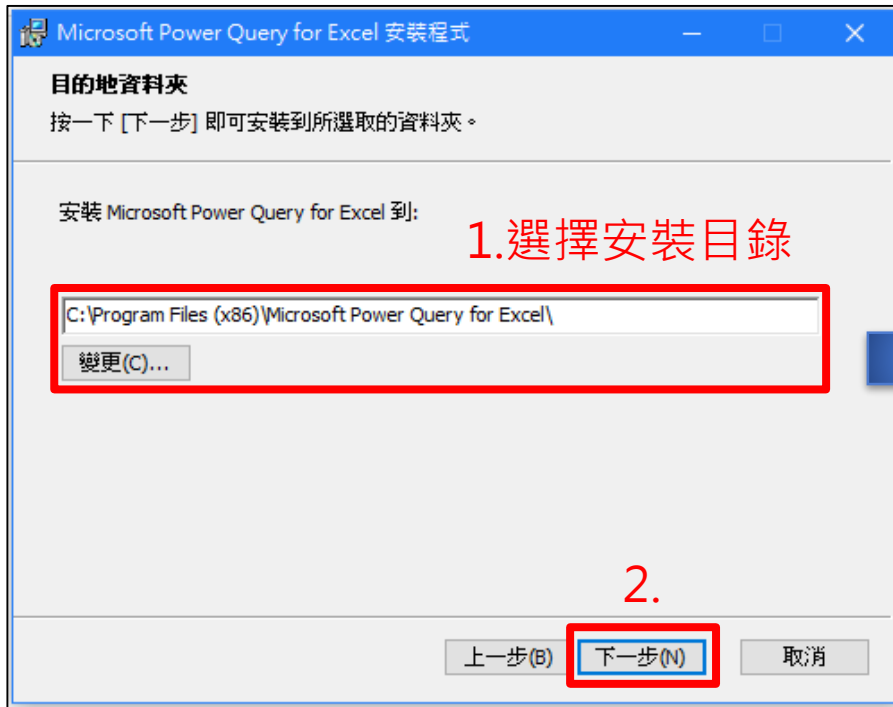 Microsoft Power Query for Excel 安裝程式
目的地資料夾
按一下 [下一步] 即可安裝到所選取的資料夾。
安裝 Microsoft Power Query for Excel 到:
1.選擇安裝目錄
C:\Program Files (x86)\Microsoft Power Query for Excel\
變更(C)...
2.
上一步(B) 下一步(N) 取消